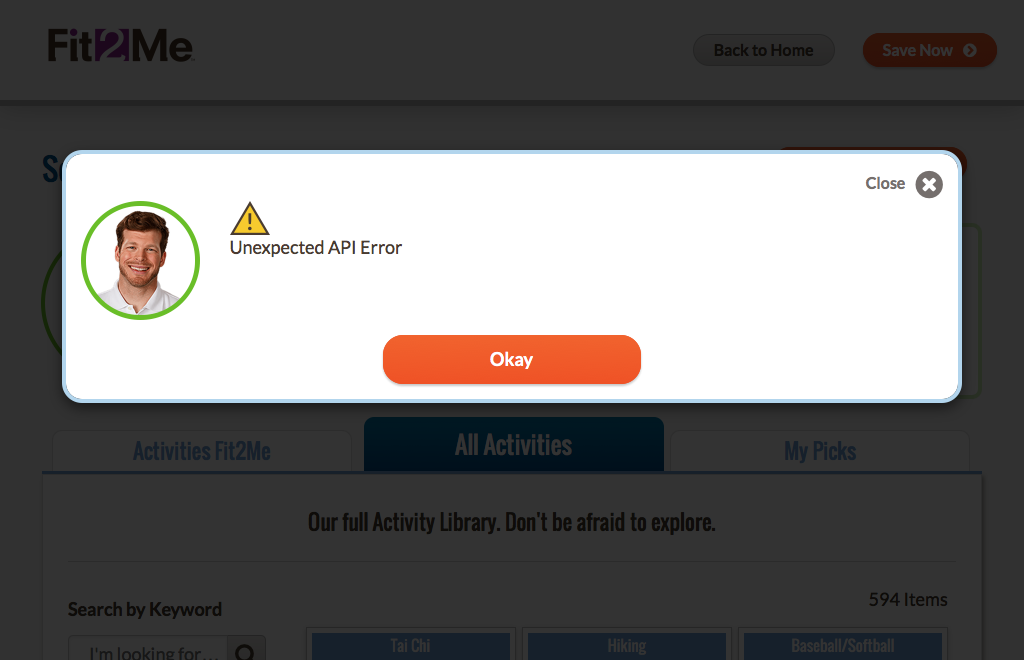 Fit2Me
Back to Home
Save Now
Close
Unexpected API Error
Okay
Activities Fit2Me
All Activities
My Picks
Our full Activity Library. Don't be afraid to explore.
594 Items
Search by Keyword
I'm looking for...
Tai Chi
Hiking
Baseball/Softball